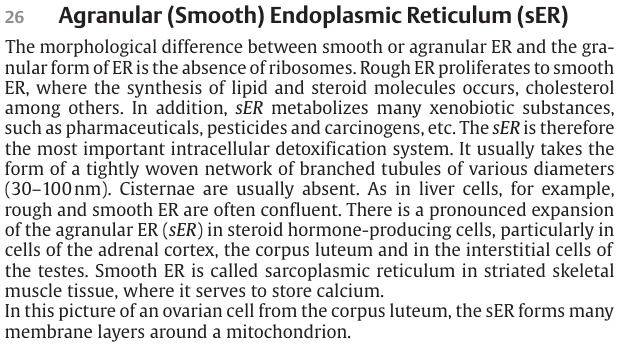 26 Agranular (Smooth) Endoplasmic Reticulum (sER)
The morphological difference between smooth or agranular ER and the gra-
nular form of ER is the absence of ribosomes. Rough ER proliferates to smooth
ER, where the synthesis of lipid and steroid molecules occurs, cholesterol
among others. In addition, sER metabolizes many xenobiotic substances,
such as pharmaceuticals, pesticides and carcinogens, etc. The sER is therefore
the most important intracellular detoxification system. It usually takes the
form of a tightly woven network of branched tubules of various diameters
(30–100 nm). Cisternae are usually absent. As in liver cells, for example,
rough and smooth ER are often confluent. There is a pronounced expansion
of the agranular ER (sER) in steroid hormone-producing cells, particularly in
cells of the adrenal cortex, the corpus luteum and in the interstitial cells of
the testes. Smooth ER is called sarcoplasmic reticulum in striated skeletal
muscle tissue, where it serves to store calcium.
In this picture of an ovarian cell from the corpus luteum, the sER forms many
membrane layers around a mitochondrion.